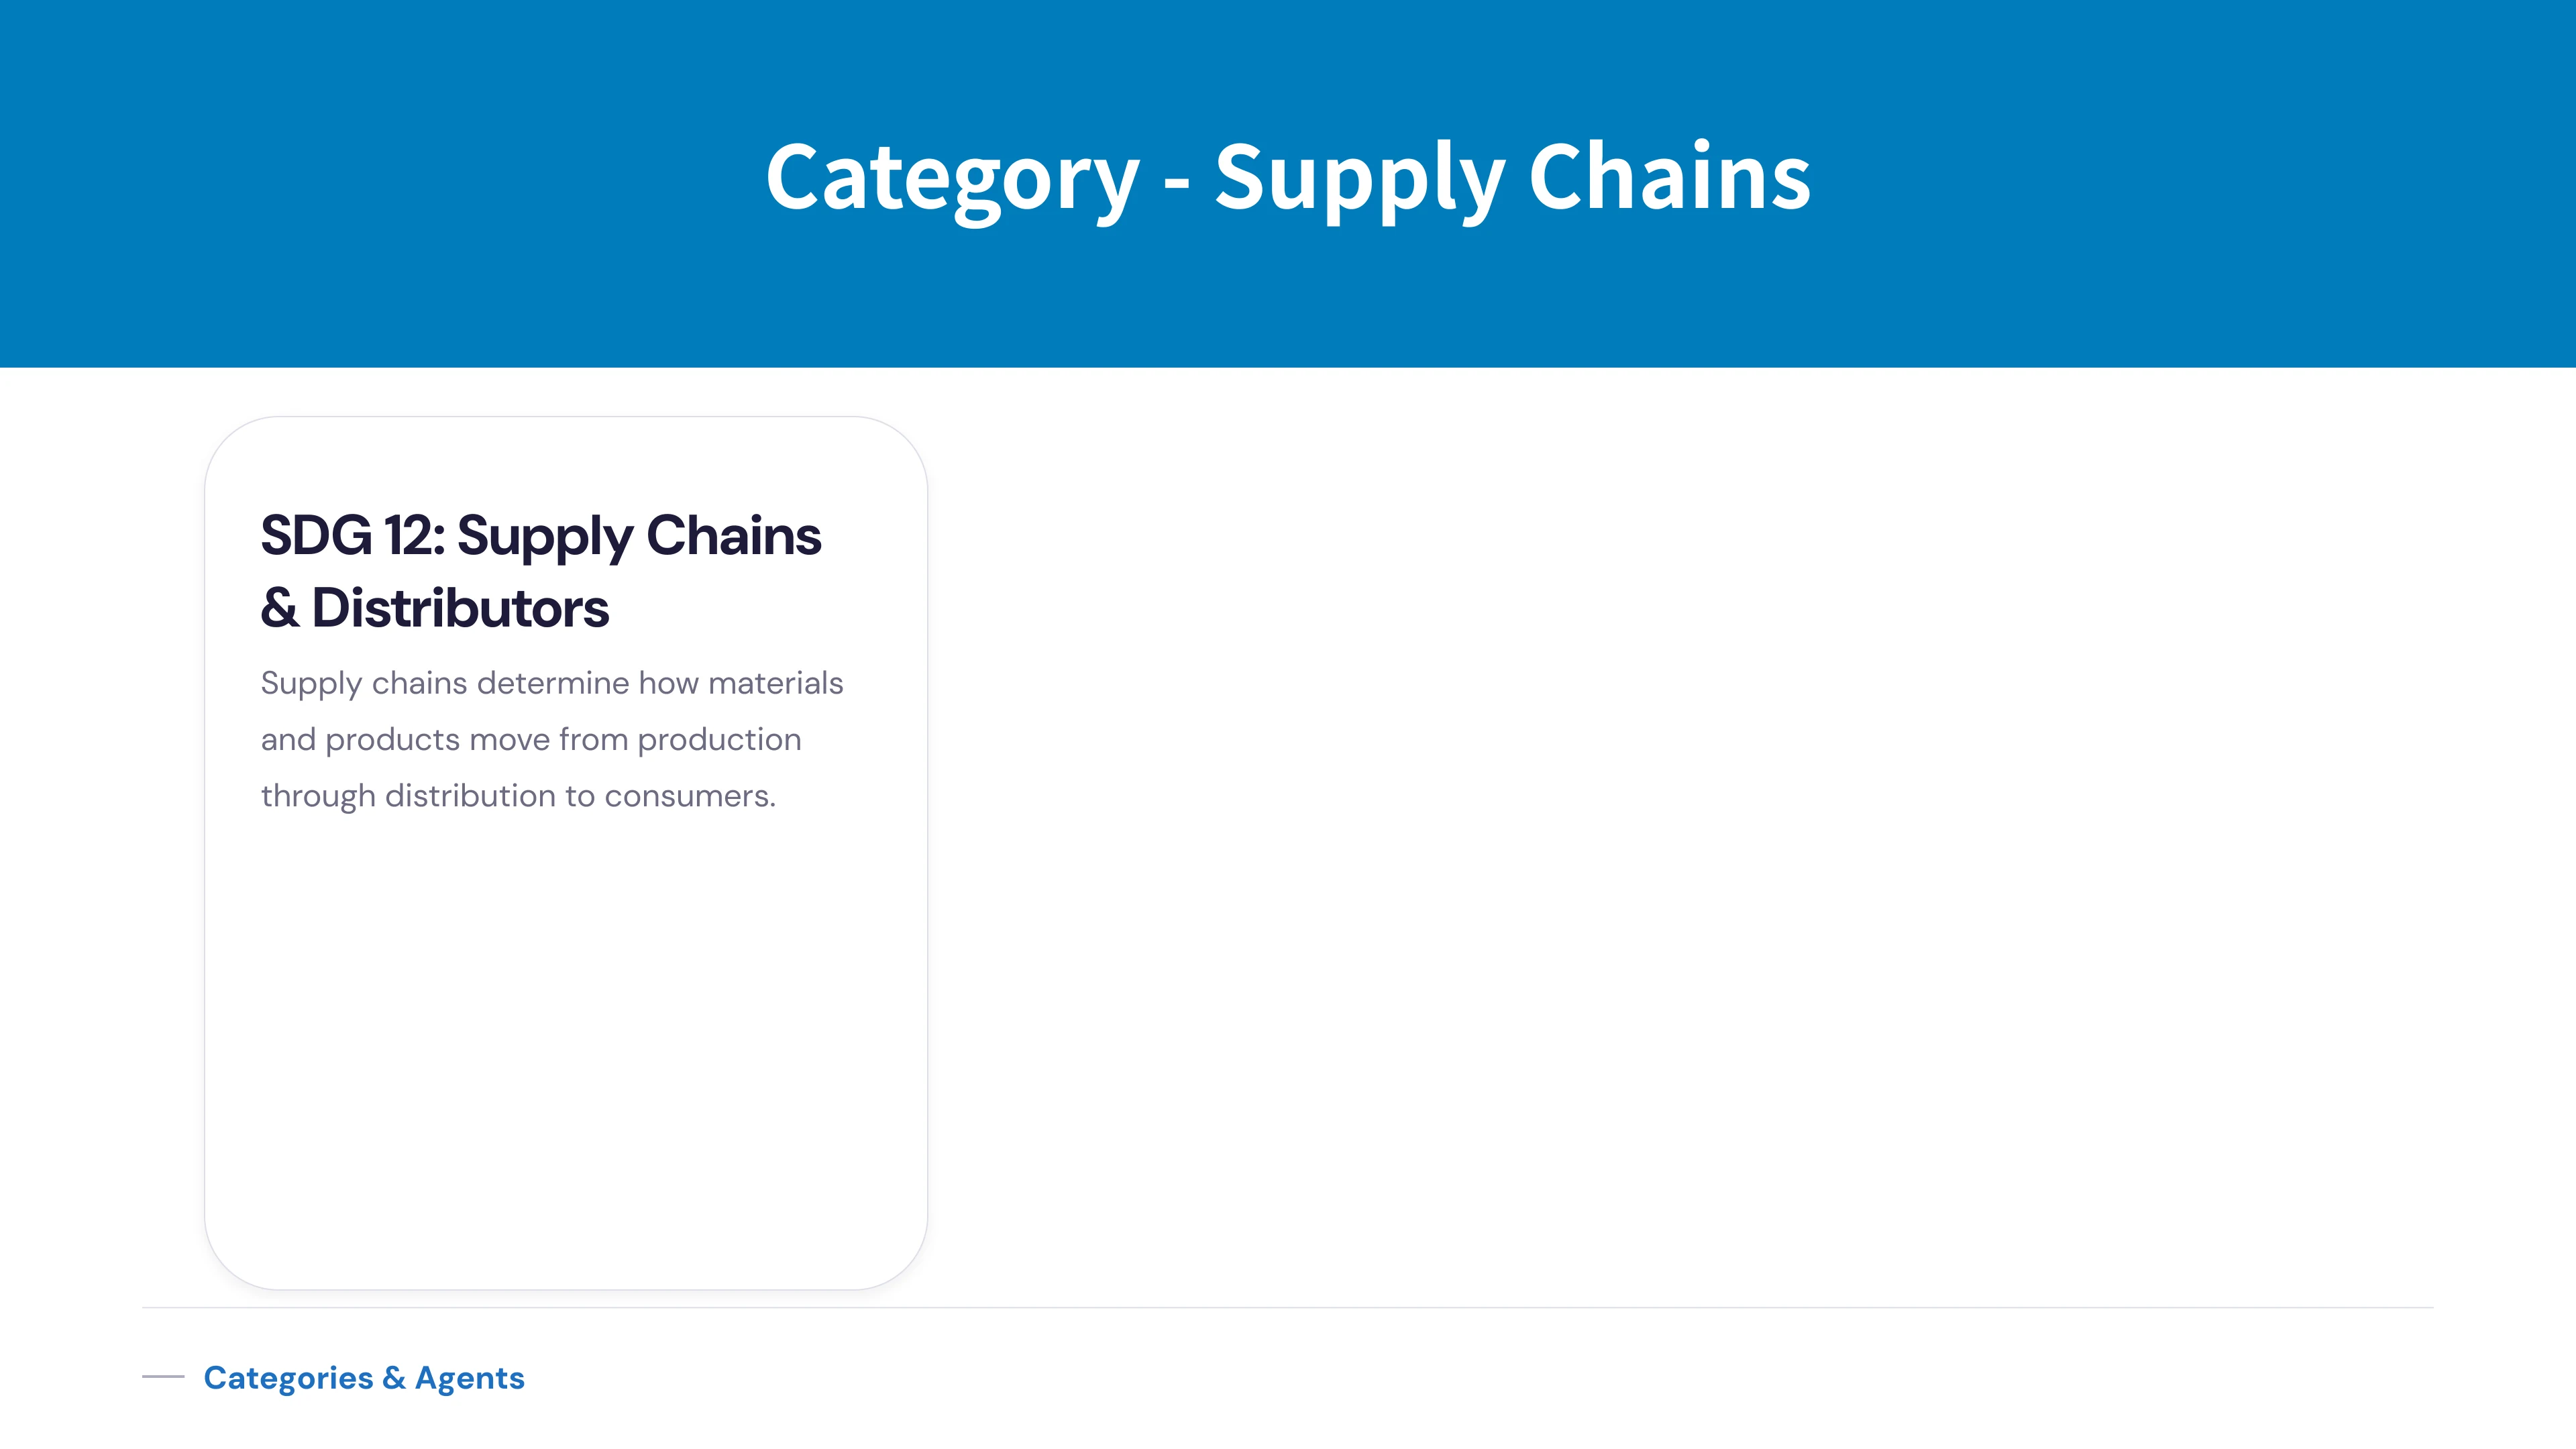 Category - Supply Chains
SDG 12: Supply Chains
& Distributors
Supply chains determine how materials
and products move from production
through distribution to consumers.
Categories & Agents